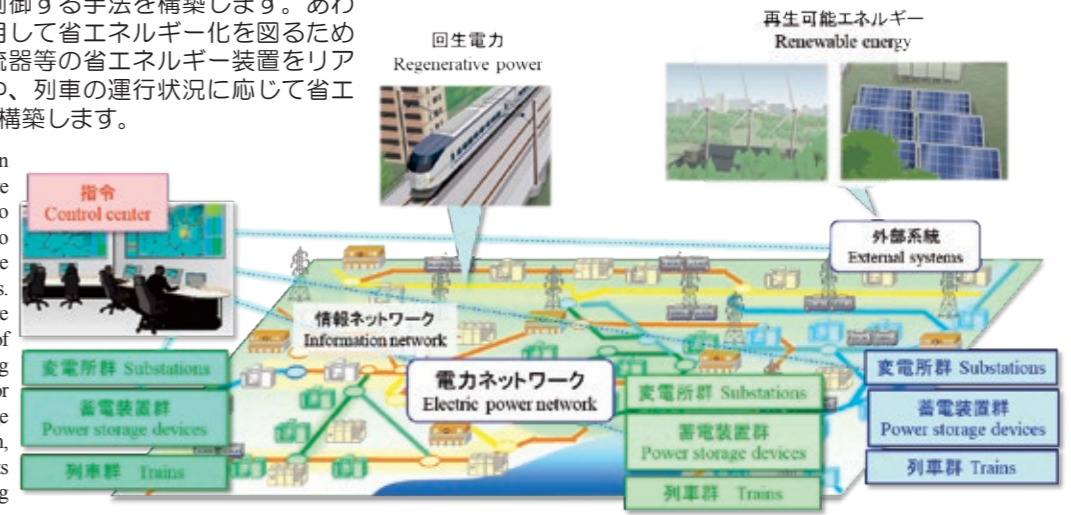 制御する手法を構築します。あわ
用して省エネルギー化を図るため
流器等の省エネルギー装置をリア
や、列車の運行状況に応じて省エ
構築します。
回生電力
Regenerative power
再生可能エネルギー
Renewable energy
指令
Control center
外部系統
External systems
情報ネットワーク
Information network
電力ネットワーク
Electric power network
変電所群 Substations
蓄電装置群
Power storage devices
列車群 Trains
変電所群 Substations
蓄電装置群
Power storage devices
列車群 Trains
変電所群 Substations
蓄電装置群
Power storage devices
列車群 Trains